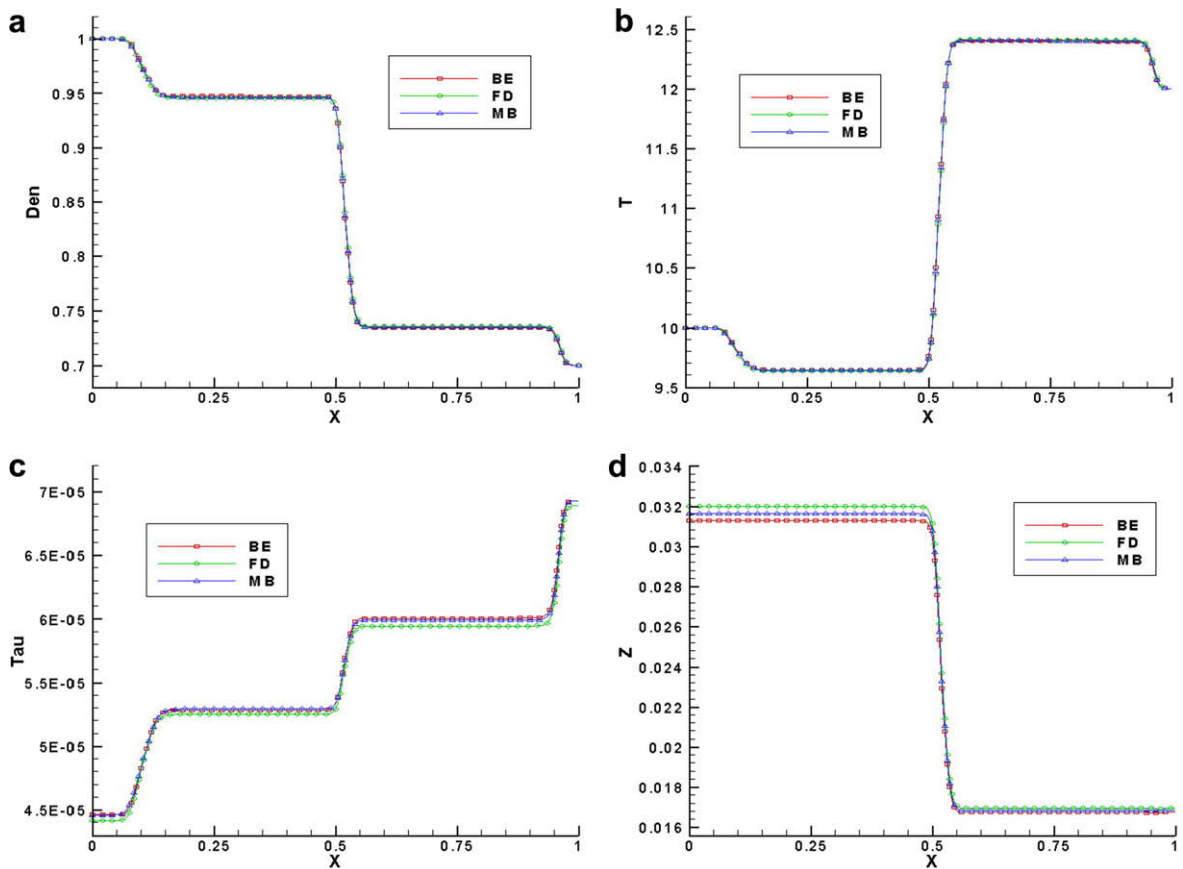 a
1
0.95
0.9
0.85
0.8
0.75
0.7
Den
BE
FD
MB
0
0.25
0.5
0.75
1
X
b
12.5
12
11.5
11
10.5
10
9.5
T
BE
FD
MB
0
0.25
0.5
0.75
1
X
c
7E-05
6.5E-05
6E-05
5.5E-05
5E-05
4.5E-05
Tau
BE
FD
MB
0
0.25
0.5
0.75
1
X
d
0.034
0.032
0.03
0.028
0.026
0.024
0.022
0.02
0.018
0.016
Z
BE
FD
MB
0
0.25
0.5
0.75
1
X